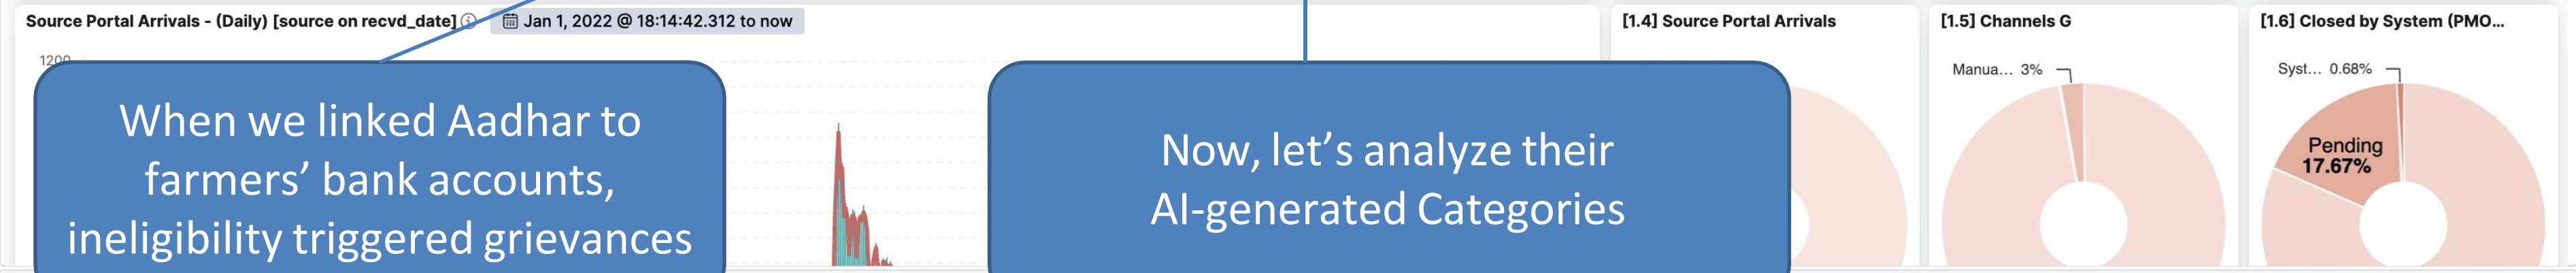 Source Portal Arrivals - (Daily) [source on recvd_date]
Jan 1, 2022 @ 18:14:42.312 to now
[1.4] Source Portal Arrivals
[1.5] Channels G
[1.6] Closed by System (PMO...
1200
Manua... 3%
Syst... 0.68%
Pending
17.67%
When we linked Aadhar to
farmers’ bank accounts,
ineligibility triggered grievances
Now, let’s analyze their
AI-generated Categories